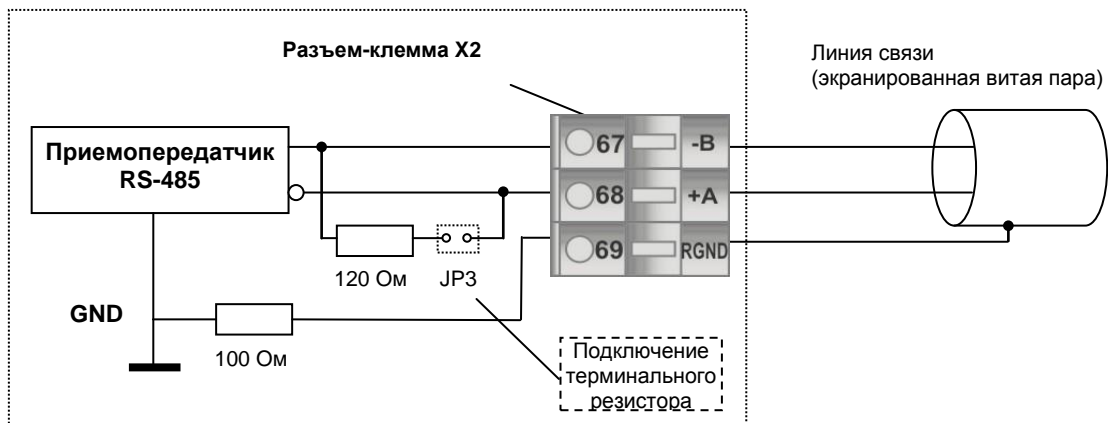 Разъем-клемма X2
Линия связи
(экранированная витая пара)
Приемопередатчик
RS-485
67 -B
68 +A
69 RGND
120 Ом JP3
GND
100 Ом
Подключение
терминального
резистора